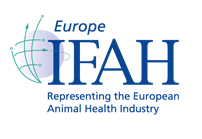 Europe
IFAH
Representing the European
Animal Health Industry